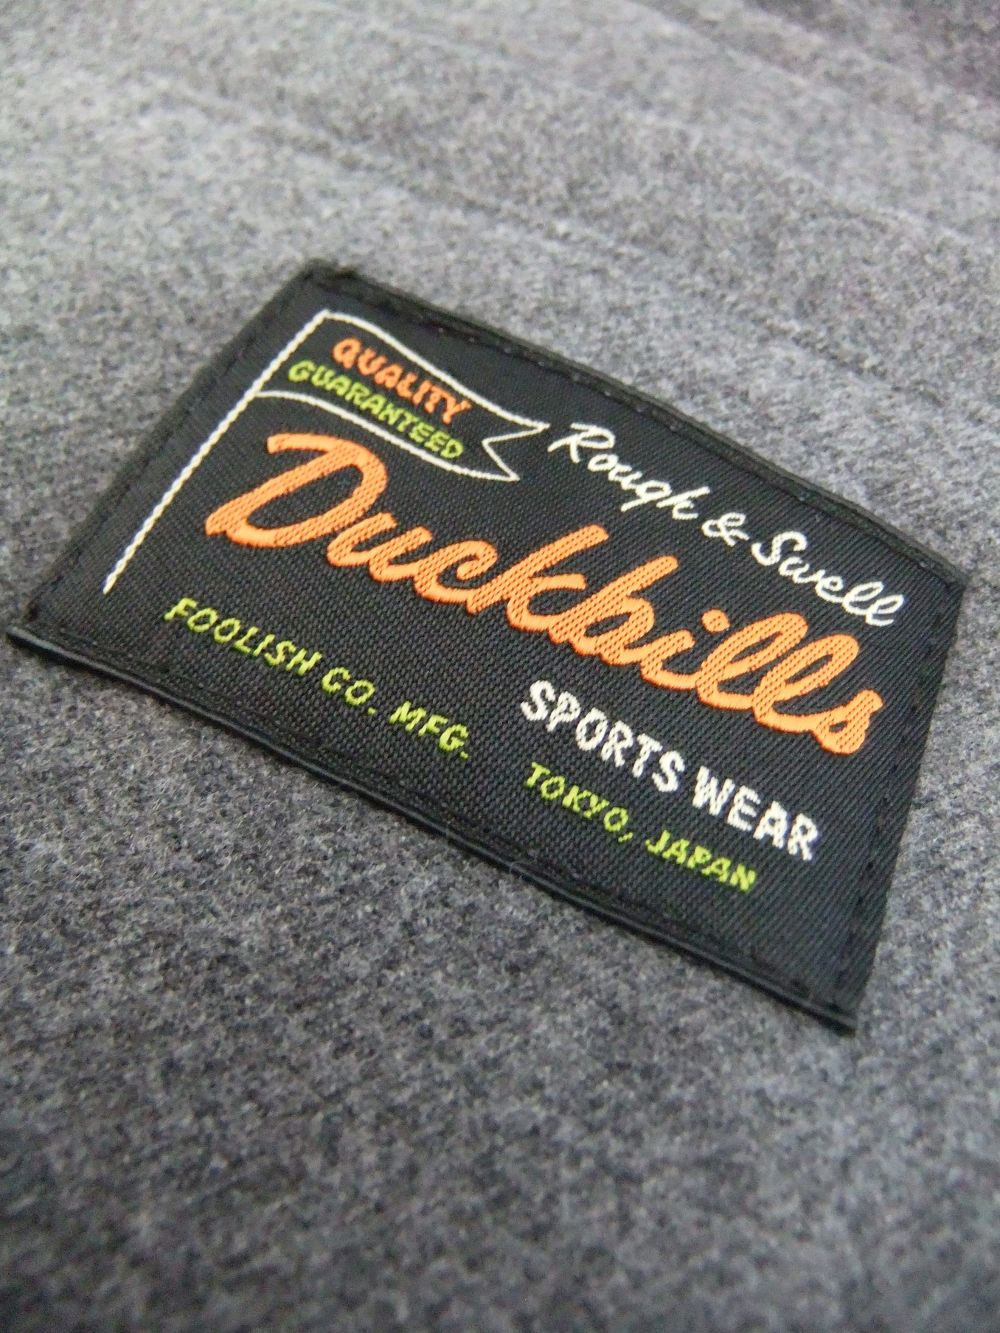 QUALITY
GUARANTEED
Rough & Swell
Duckbills
SPORTS WEAR
FOOLISH CO. MFG.
TOKYO, JAPAN